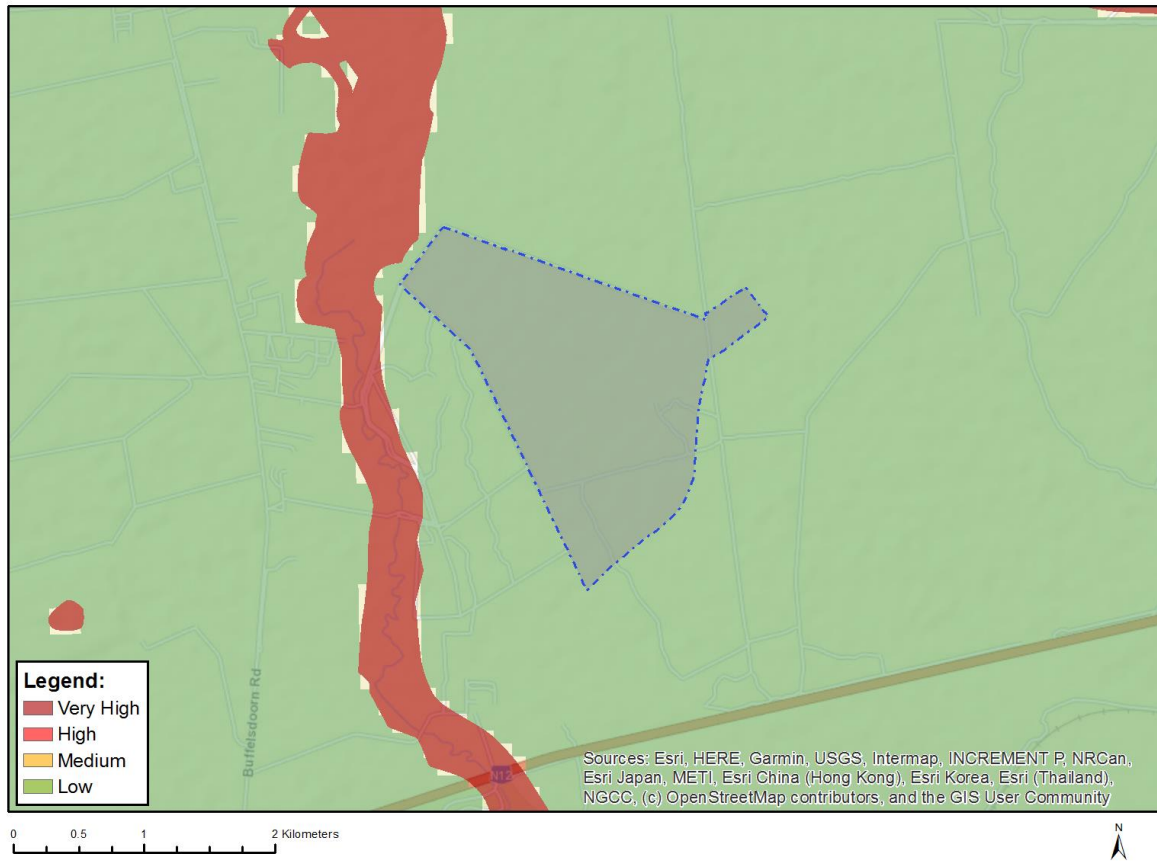 Buffelsdoorn Rd
N12
Legend:
Very High
High
Medium
Low
Sources: Esri, HERE, Garmin, USGS, Intermap, INCREMENT P, NRCan,
Esri Japan, METI, Esri China (Hong Kong), Esri Korea, Esri (Thailand),
NGCC, (c) OpenStreetMap contributors, and the GIS User Community
0 0.5 1 2 Kilometers
N